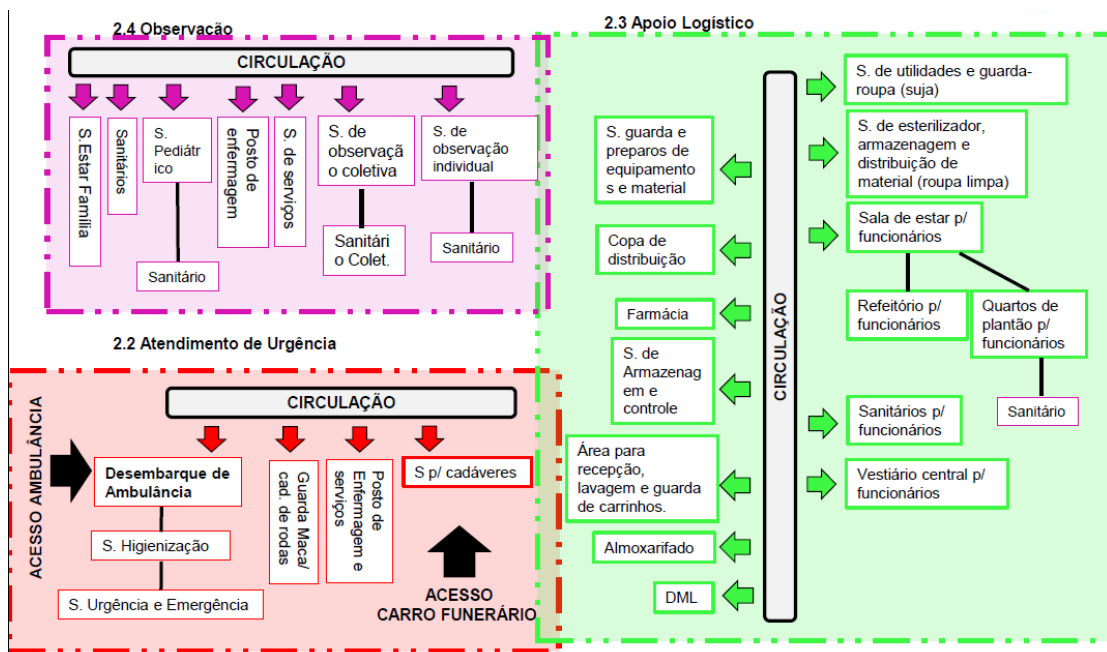 2.4 Observação
CIRCULAÇÃO
S.Estar Família
Sanitários
S.
Pediátr
ico
Sanitário
Posto de
enfermagem
S. de serviços
S. de
observaçã
o coletiva
Sanitári
o Colet.
S. de
observação
individual
Sanitário
2.3 Apoio Logístico
CIRCULAÇÃO
S. guarda e
preparos de
equipamento
s e material
Copa de
distribuição
Farmácia
S. de
Armazenag
em e
controle
Área para
recepção,
lavagem e guarda
de carrinhos.
Almoxarifado
DML
S. de utilidades e guarda-
roupa (suja)
S. de esterilizador,
armazenagem e
distribuição de
material (roupa limpa)
Sala de estar p/
funcionários
Refeitório p/
funcionários
Quartos de
plantão p/
funcionários
Sanitário
Sanitários p/
funcionários
Vestiário central p/
funcionários
2.2 Atendimento de Urgência
CIRCULAÇÃO
ACESSO AMBULÂNCIA
Desembarque de
Ambulância
S. Higienização
S. Urgência e Emergência
Guarda Maca/
cad. de rodas
Posto de
Enfermagem e
serviços
S p/ cadáveres
ACESSO
CARRO FUNERÁRIO